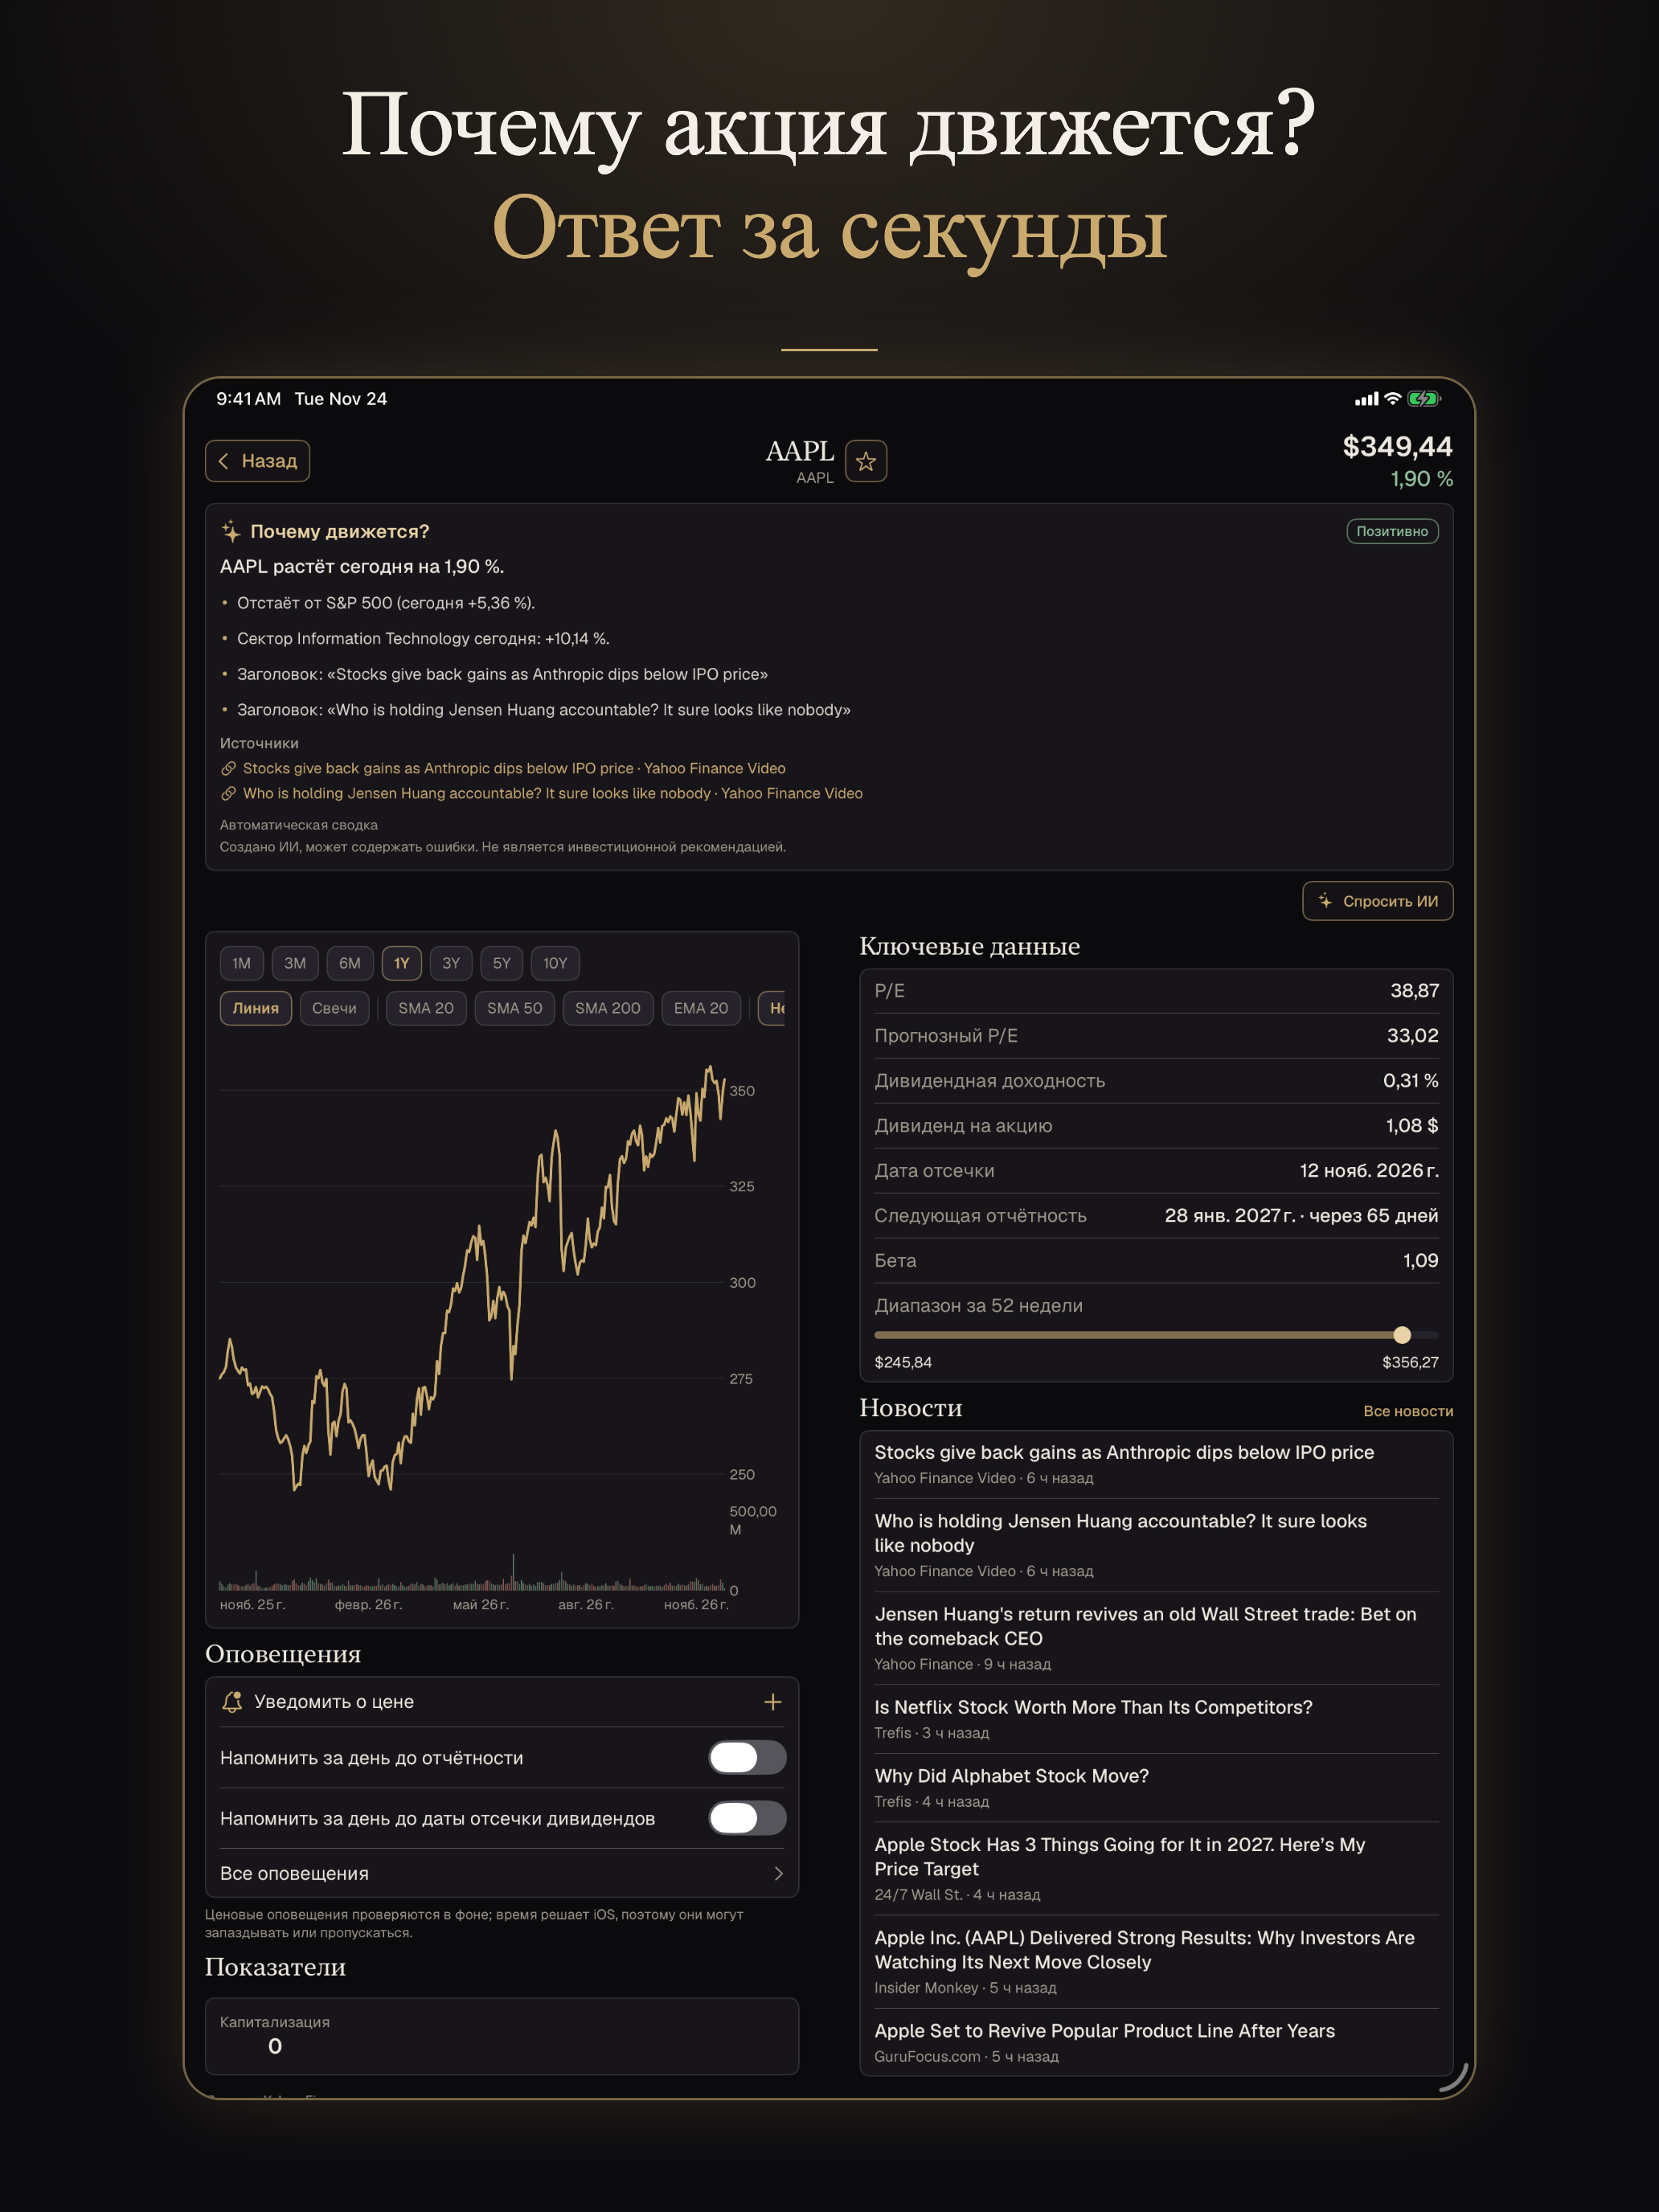 Почему акция движется?
Ответ за секунды
9:41 AM Tue Nov 24
Назад
AAPL
AAPL
$349,44
1,90 %
Почему движется?
Позитивно
AAPL растёт сегодня на 1,90 %.
• Отстаёт от S&P 500 (сегодня +5,36 %).
• Сектор Information Technology сегодня: +10,14 %.
• Заголовок: «Stocks give back gains as Anthropic dips below IPO price»
• Заголовок: «Who is holding Jensen Huang accountable? It sure looks like nobody»
Источники
Stocks give back gains as Anthropic dips below IPO price · Yahoo Finance Video
Who is holding Jensen Huang accountable? It sure looks like nobody · Yahoo Finance Video
Автоматическая сводка
Создано ИИ, может содержать ошибки. Не является инвестиционной рекомендацией.
Спросить ИИ
1M 3M 6M 1Y 3Y 5Y 10Y
Линия Свечи SMA 20 SMA 50 SMA 200 EMA 20
350
325
300
275
250
500,00
M
0
нояб. 25 г. февр. 26 г. май 26 г. авг. 26 г. нояб. 26 г.
Оповещения
Уведомить о цене
Напомнить за день до отчётности
Напомнить за день до даты отсечки дивидендов
Все оповещения
Ценовые оповещения проверяются в фоне; время решает iOS, поэтому они могут
запаздывать или пропускаться.
Показатели
Капитализация
0
Ключевые данные
P/E 38,87
Прогнозный P/E 33,02
Дивидендная доходность 0,31 %
Дивиденд на акцию 1,08 $
Дата отсечки 12 нояб. 2026 г.
Следующая отчётность 28 янв. 2027 г. · через 65 дней
Бета 1,09
Диапазон за 52 недели
$245,84 $356,27
Новости
Все новости
Stocks give back gains as Anthropic dips below IPO price
Yahoo Finance Video · 6 ч назад
Who is holding Jensen Huang accountable? It sure looks
like nobody
Yahoo Finance Video · 6 ч назад
Jensen Huang's return revives an old Wall Street trade: Bet on
the comeback CEO
Yahoo Finance · 9 ч назад
Is Netflix Stock Worth More Than Its Competitors?
Trefis · 3 ч назад
Why Did Alphabet Stock Move?
Trefis · 4 ч назад
Apple Stock Has 3 Things Going for It in 2027. Here’s My
Price Target
24/7 Wall St. · 4 ч назад
Apple Inc. (AAPL) Delivered Strong Results: Why Investors Are
Watching Its Next Move Closely
Insider Monkey · 5 ч назад
Apple Set to Revive Popular Product Line After Years
GuruFocus.com · 5 ч назад